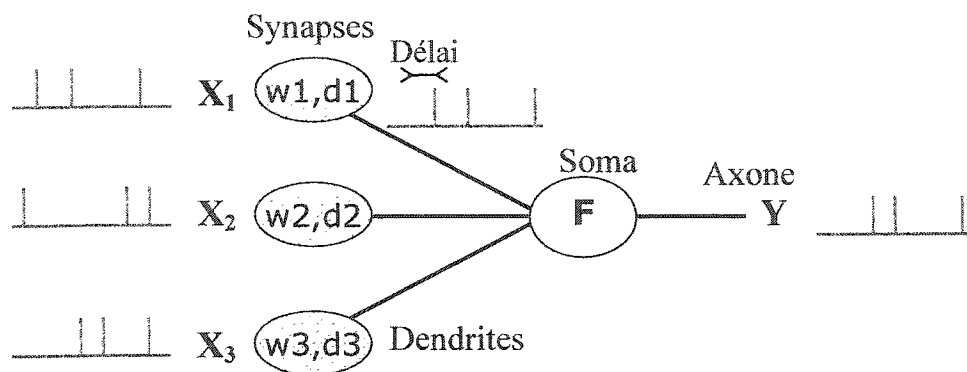 Synapses
Délai
X₁ w1,d1
Soma
Axone
X₂ w2,d2 F Y
X₃ w3,d3 Dendrites